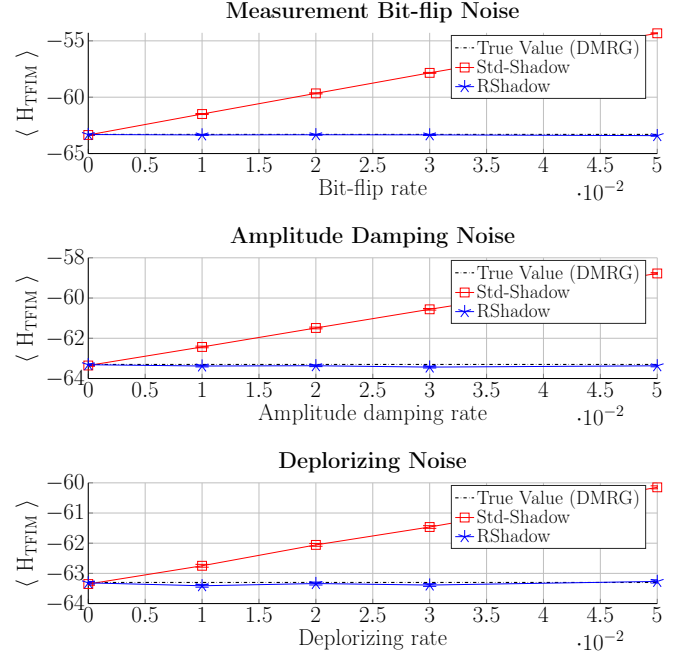 Measurement Bit-flip Noise
⟨ H_TFIM ⟩
−55
−60
−65
True Value (DMRG)
Std-Shadow
RShadow
0 0.5 1 1.5 2 2.5 3 3.5 4 4.5 5
Bit-flip rate
·10^−2
Amplitude Damping Noise
⟨ H_TFIM ⟩
−58
−60
−62
−64
True Value (DMRG)
Std-Shadow
RShadow
0 0.5 1 1.5 2 2.5 3 3.5 4 4.5 5
Amplitude damping rate
·10^−2
Deplorizing Noise
⟨ H_TFIM ⟩
−60
−61
−62
−63
−64
True Value (DMRG)
Std-Shadow
RShadow
0 0.5 1 1.5 2 2.5 3 3.5 4 4.5 5
Deplorizing rate
·10^−2